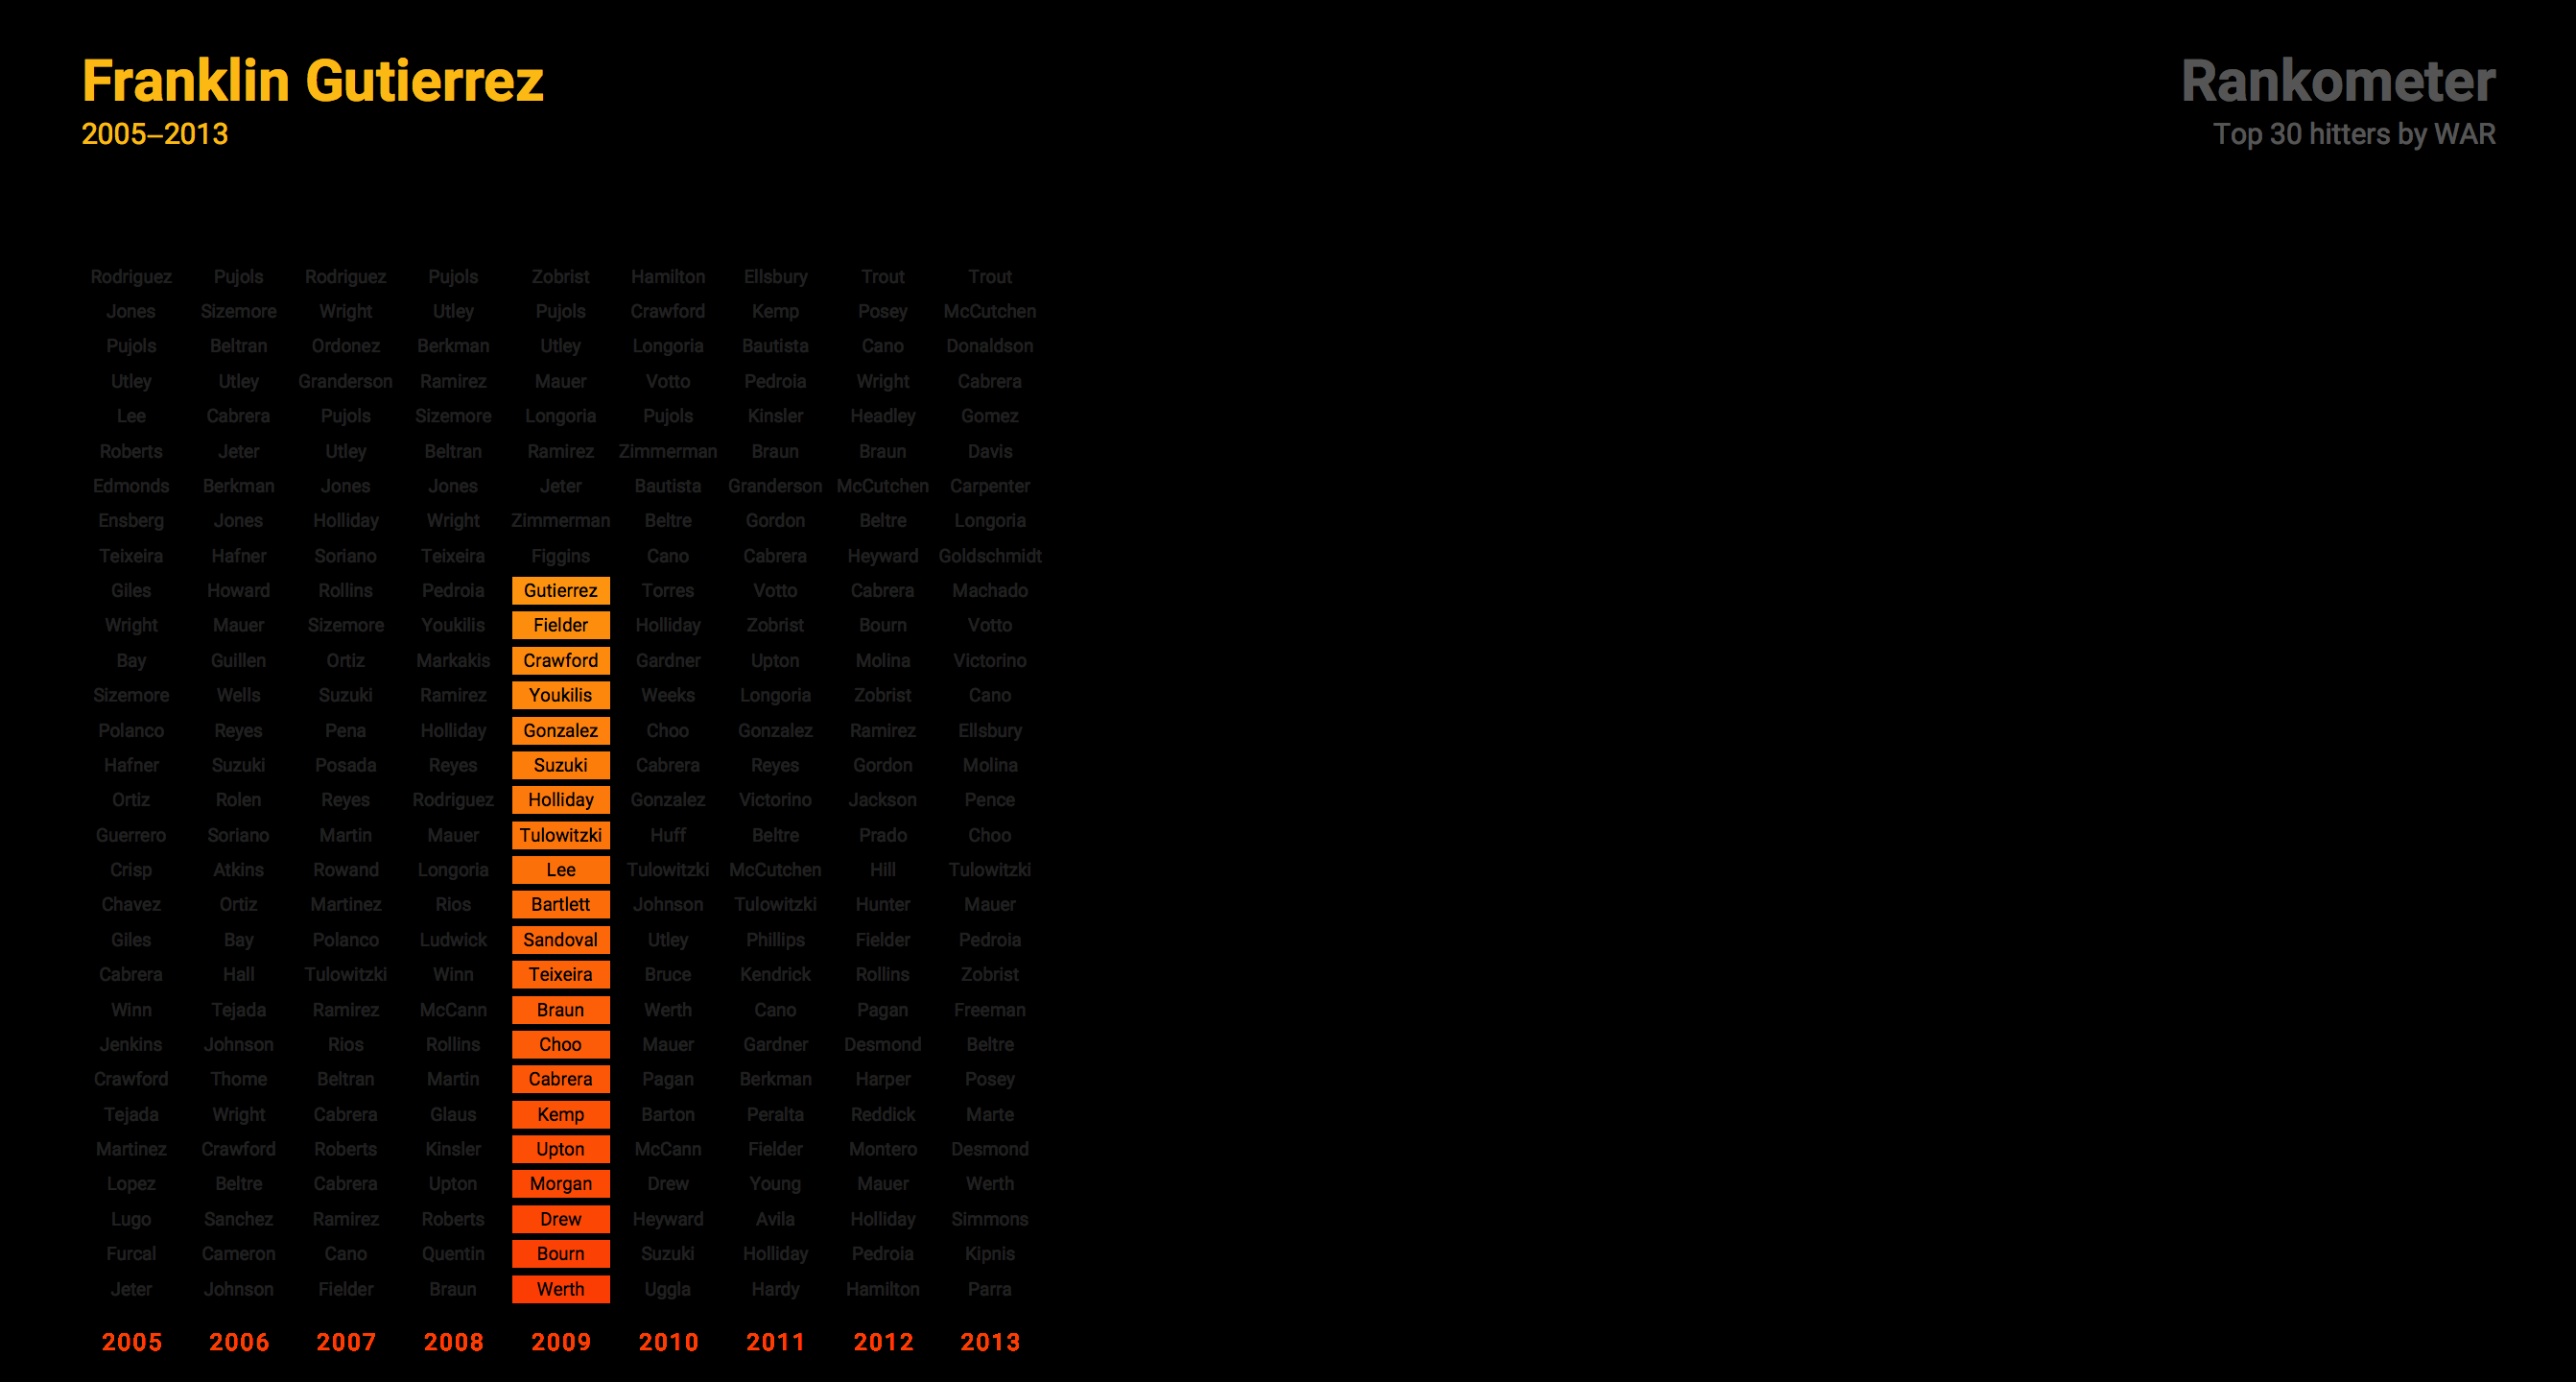 Franklin Gutierrez
2005–2013
Rankometer
Top 30 hitters by WAR
Rodriguez Pujols Rodriguez Pujols Zobrist Hamilton Ellsbury Trout Trout
Jones Sizemore Wright Utley Pujols Crawford Kemp Posey McCutchen
Pujols Beltran Ordonez Berkman Utley Longoria Bautista Cano Donaldson
Utley Utley Granderson Ramirez Mauer Votto Pedroia Wright Cabrera
Lee Cabrera Pujols Sizemore Longoria Pujols Kinsler Headley Gomez
Roberts Jeter Utley Beltran Ramirez Zimmerman Braun Braun Davis
Edmonds Berkman Jones Jones Jeter Bautista Granderson McCutchen Carpenter
Ensberg Jones Holliday Wright Zimmerman Beltre Gordon Beltre Longoria
Teixeira Hafner Soriano Teixeira Figgins Cano Cabrera Heyward Goldschmidt
Giles Howard Rollins Pedroia Gutierrez Torres Votto Cabrera Machado
Wright Mauer Sizemore Youkilis Fielder Holliday Zobrist Bourn Votto
Bay Guillen Ortiz Markakis Crawford Gardner Upton Molina Victorino
Sizemore Wells Suzuki Ramirez Youkilis Weeks Longoria Zobrist Cano
Polanco Reyes Pena Holliday Gonzalez Choo Gonzalez Ramirez Ellsbury
Hafner Suzuki Posada Reyes Suzuki Cabrera Reyes Gordon Molina
Ortiz Rolen Reyes Rodriguez Holliday Gonzalez Victorino Jackson Pence
Guerrero Soriano Martin Mauer Tulowitzki Huff Beltre Prado Choo
Crisp Atkins Rowand Longoria Lee Tulowitzki McCutchen Hill Tulowitzki
Chavez Ortiz Martinez Rios Bartlett Johnson Tulowitzki Hunter Mauer
Giles Bay Polanco Ludwick Sandoval Utley Phillips Fielder Pedroia
Cabrera Hall Tulowitzki Winn Teixeira Bruce Kendrick Rollins Zobrist
Winn Tejada Ramirez McCann Braun Werth Cano Pagan Freeman
Jenkins Johnson Rios Rollins Choo Mauer Gardner Desmond Beltre
Crawford Thome Beltran Martin Cabrera Pagan Berkman Harper Posey
Tejada Wright Cabrera Glaus Kemp Barton Peralta Reddick Marte
Martinez Crawford Roberts Kinsler Upton McCann Fielder Montero Desmond
Lopez Beltre Cabrera Upton Morgan Drew Young Mauer Werth
Lugo Sanchez Ramirez Roberts Drew Heyward Avila Holliday Simmons
Furcal Cameron Cano Quentin Bourn Suzuki Holliday Pedroia Kipnis
Jeter Johnson Fielder Braun Werth Uggla Hardy Hamilton Parra
2005 2006 2007 2008 2009 2010 2011 2012 2013